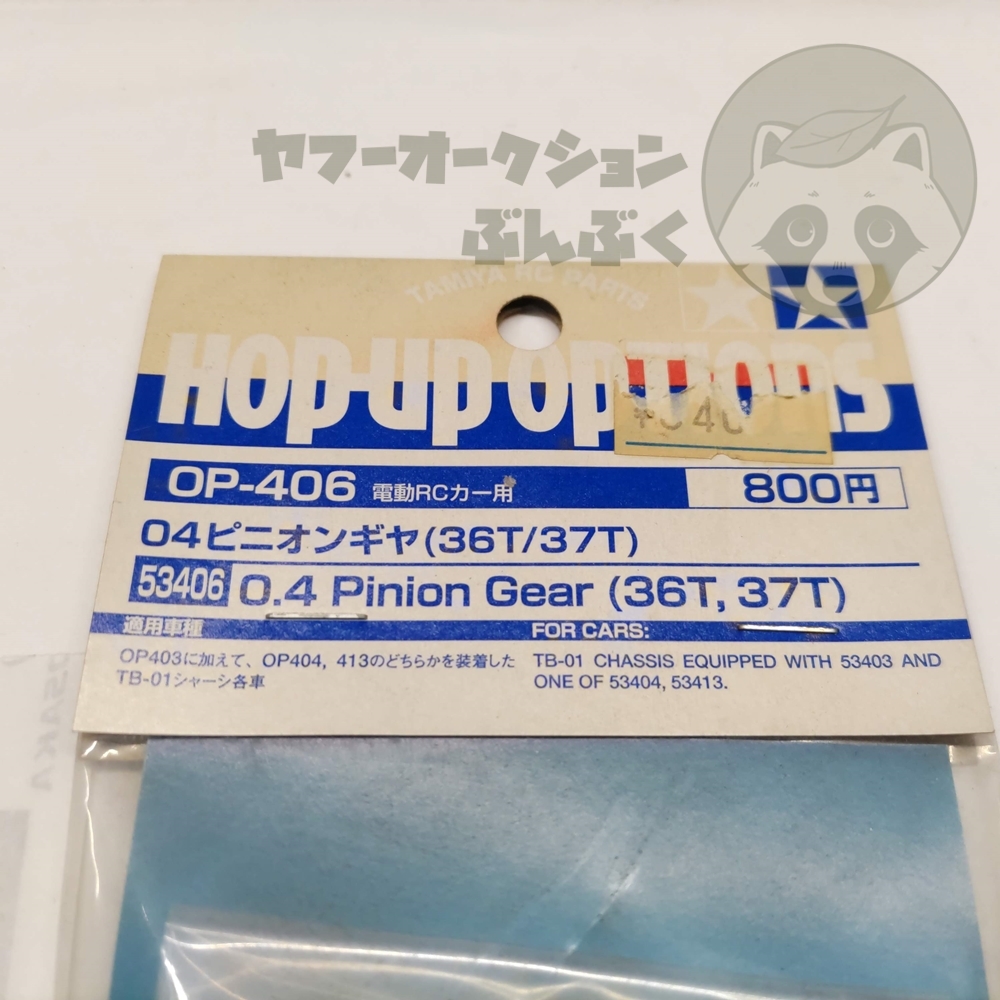 ヤフーオークション
ぶんぶく
TAMIYA RC PARTS
HOP-UP OPTIONS
OP-406 電動RCカー用 800円
04ピニオンギヤ(36T/37T)
53406 0.4 Pinion Gear (36T, 37T)
適用車種
OP403に加えて、OP404, 413のどちらかを装着した
TB-01シャーシ各車
FOR CARS:
TB-01 CHASSIS EQUIPPED WITH 53403 AND
ONE OF 53404, 53413.